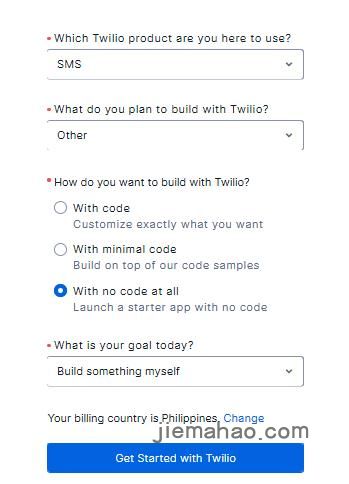 • Which Twilio product are you here to use?
SMS
• What do you plan to build with Twilio?
Other
• How do you want to build with Twilio?
With code
Customize exactly what you want
With minimal code
Build on top of our code samples
With no code at all
Launch a starter app with no code
• What is your goal today?
Build something myself
Your billing country is Philippines. Change
jiemahao.com
Get Started with Twilio